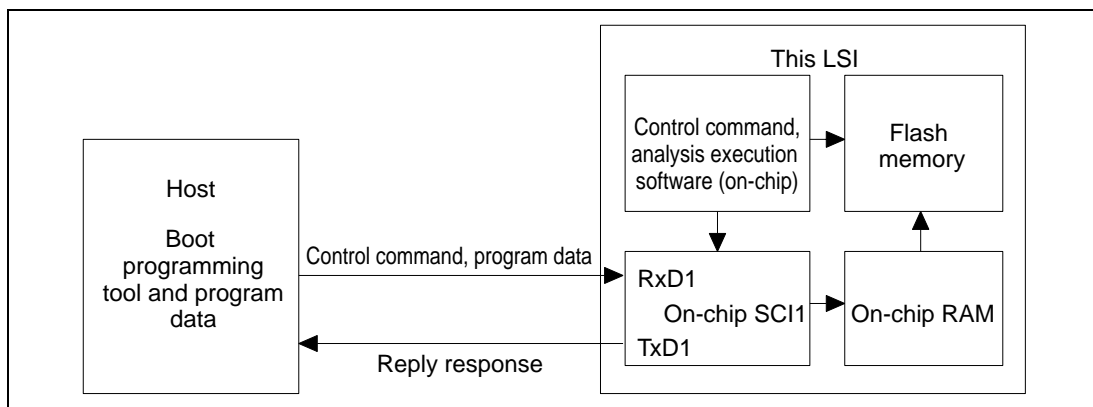 This LSI
Host
Boot
programming
tool and program
data
Control command, program data
Reply response
Control command,
analysis execution
software (on-chip)
Flash
memory
RxD1
On-chip SCI1
TxD1
On-chip RAM